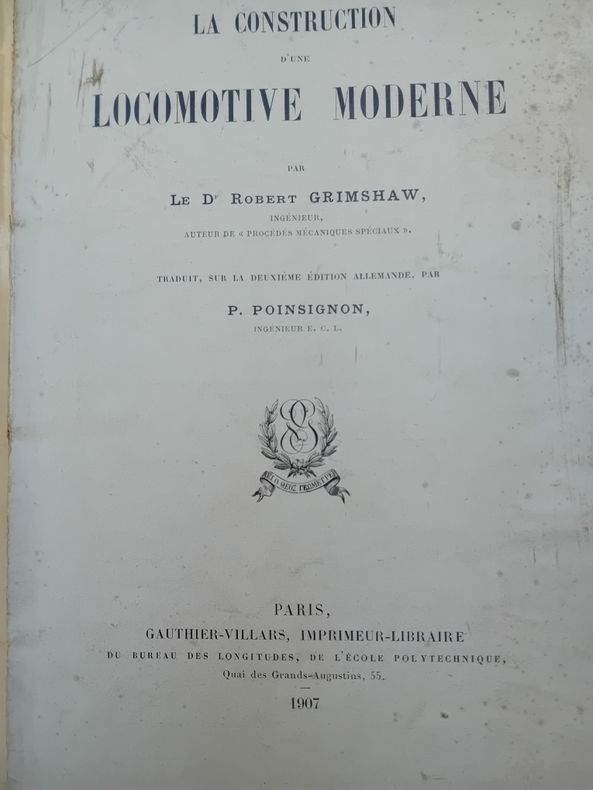 LA CONSTRUCTION
D'UNE
LOCOMOTIVE MODERNE
PAR
LE Dr ROBERT GRIMSHAW,
INGÉNIEUR,
AUTEUR DE « PROCÉDÉS MÉCANIQUES SPÉCIAUX ».
TRADUIT, SUR LA DEUXIÈME ÉDITION ALLEMANDE, PAR
P. POINSIGNON,
INGÉNIEUR E. C. L.
PARIS,
GAUTHIER-VILLARS, IMPRIMEUR-LIBRAIRE
DU BUREAU DES LONGITUDES, DE L'ÉCOLE POLYTECHNIQUE,
Quai des Grands-Augustins, 55.
1907